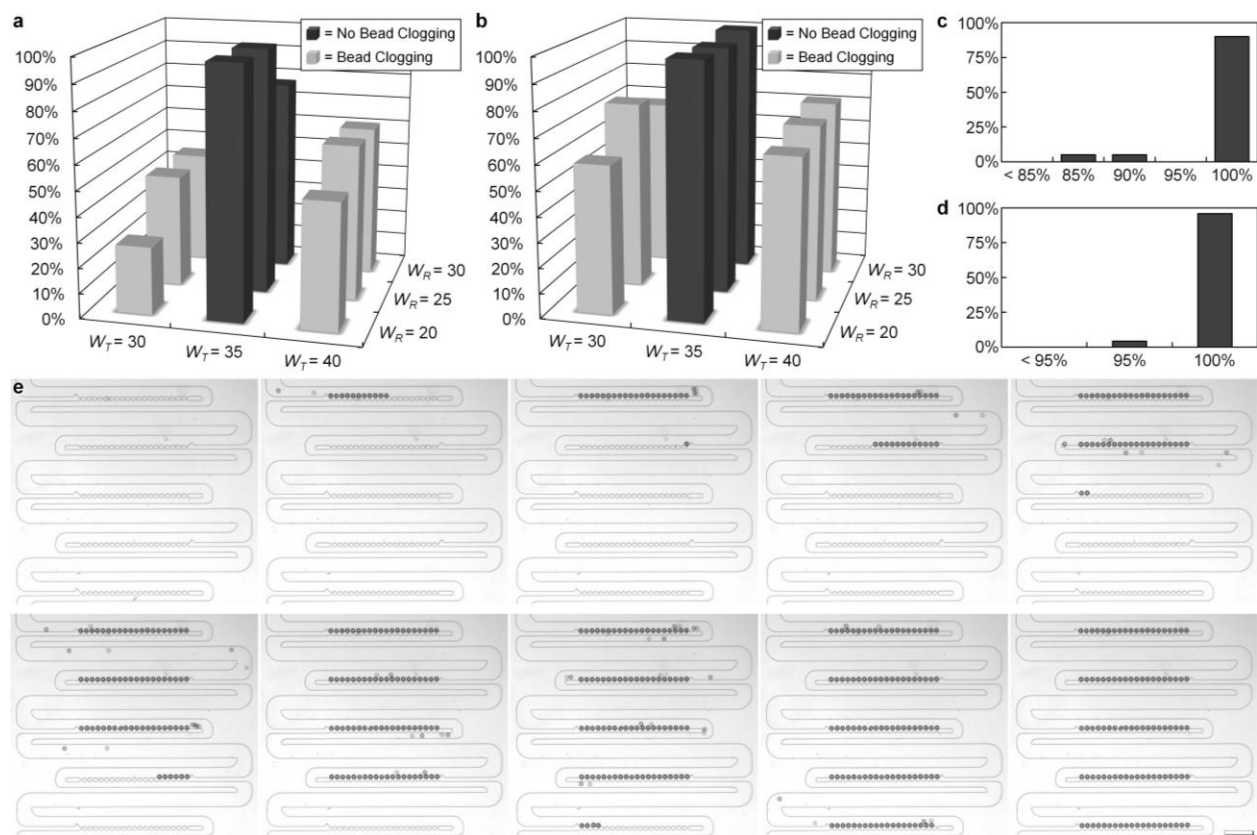 a
= No Bead Clogging
= Bead Clogging
100%
90%
80%
70%
60%
50%
40%
30%
20%
10%
0%
W_T = 30
W_T = 35
W_T = 40
W_R = 30
W_R = 25
W_R = 20
b
= No Bead Clogging
= Bead Clogging
100%
90%
80%
70%
60%
50%
40%
30%
20%
10%
0%
W_T = 30
W_T = 35
W_T = 40
W_R = 30
W_R = 25
W_R = 20
c
100%
75%
50%
25%
0%
< 85% 85% 90% 95% 100%
d
100%
75%
50%
25%
0%
< 95% 95% 100%
e